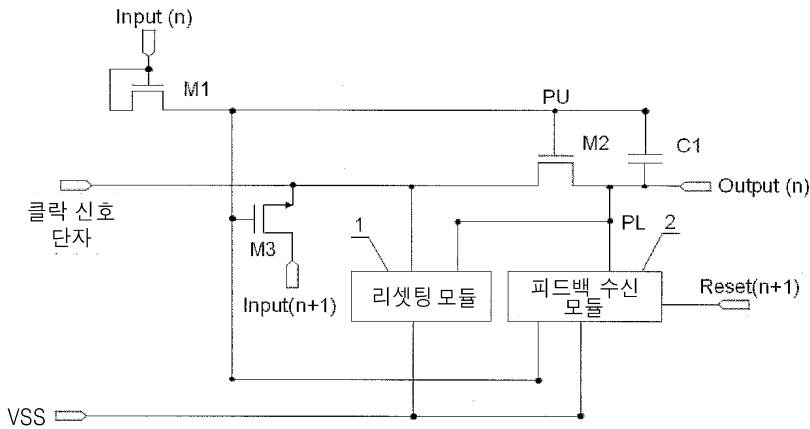 Input (n)
M1
PU
M2
C1
Output (n)
클락 신호
단자
M3
1
PL
2
Input(n+1)
리셋팅 모듈
피드백 수신
모듈
Reset(n+1)
VSS